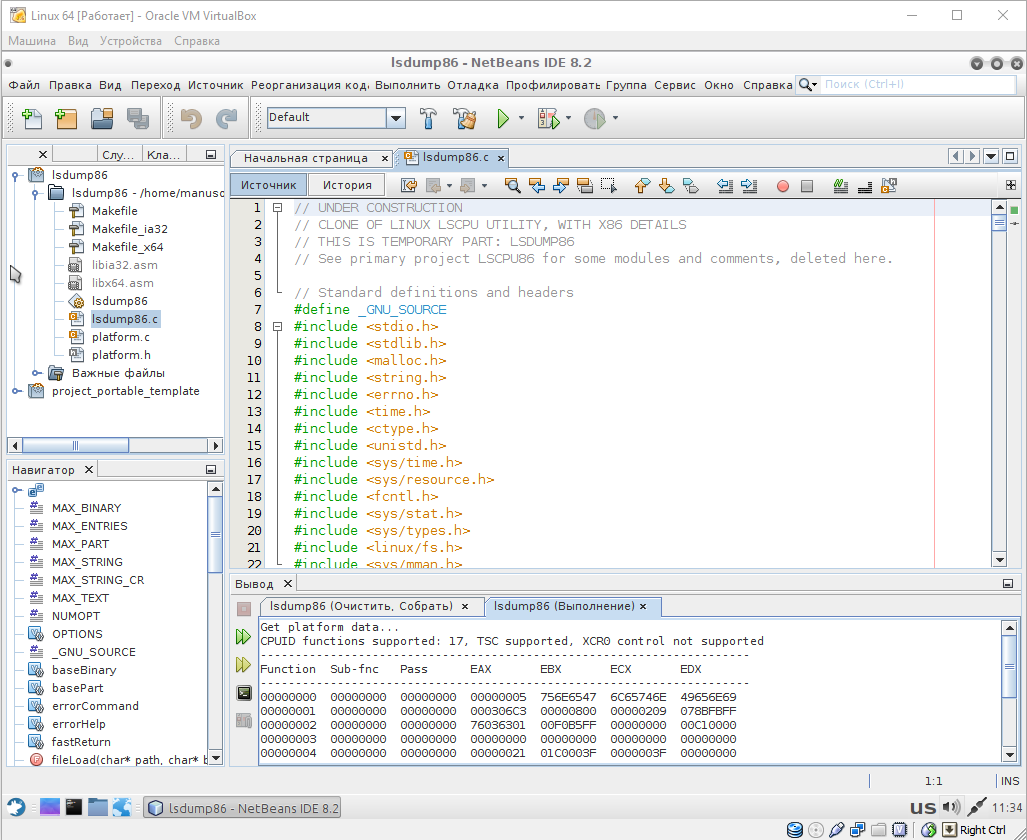 Linux 64 [Работает] - Oracle VM VirtualBox
Машина Вид Устройства Справка
lsdump86 - NetBeans IDE 8.2
Файл Правка Вид Переход Источник Реорганизация код. Выполнить Отладка Профилировать Группа Сервис Окно Справка Поиск (Ctrl+I)
Default
Слу... Кла...
lsdump86
lsdump86 - /home/manusc
Makefile
Makefile_ia32
Makefile_x64
libia32.asm
libx64.asm
lsdump86
lsdump86.c
platform.c
platform.h
Важные файлы
project_portable_template
Навигатор
MAX_BINARY
MAX_ENTRIES
MAX_PART
MAX_STRING
MAX_STRING_CR
MAX_TEXT
NUMOPT
OPTIONS
_GNU_SOURCE
baseBinary
basePart
errorCommand
errorHelp
fastReturn
fileLoad(char* path, char* b
Начальная страница lsdump86.c
Источник История
1 // UNDER CONSTRUCTION
2 // CLONE OF LINUX LSCPU UTILITY, WITH X86 DETAILS
3 // THIS IS TEMPORARY PART: LSDUMP86
4 // See primary project LSCPU86 for some modules and comments, deleted here.
5
6 // Standard definitions and headers
7 #define _GNU_SOURCE
8 #include <stdio.h>
9 #include <stdlib.h>
10 #include <malloc.h>
11 #include <string.h>
12 #include <errno.h>
13 #include <time.h>
14 #include <ctype.h>
15 #include <unistd.h>
16 #include <sys/time.h>
17 #include <sys/resource.h>
18 #include <fcntl.h>
19 #include <sys/stat.h>
20 #include <sys/types.h>
21 #include <linux/fs.h>
22 #include <sys/mman.h>
Вывод
lsdump86 (Очистить, Собрать) lsdump86 (Выполнение)
Get platform data...
CPUID functions supported: 17, TSC supported, XCR0 control not supported
----------------------------------------------------------------------
Function Sub-fnc Pass EAX EBX ECX EDX
----------------------------------------------------------------------
00000000 00000000 00000000 00000005 756E6547 6C65746E 49656E69
00000001 00000000 00000000 000306C3 00000800 00000209 078BFBFF
00000002 00000000 00000000 76036301 00F0B5FF 00000000 00C10000
00000003 00000000 00000000 00000000 00000000 00000000 00000000
00000004 00000000 00000000 00000021 01C0003F 0000003F 00000000
1:1 INS
lsdump86 - NetBeans IDE 8.2
us 11:34
Right Ctrl